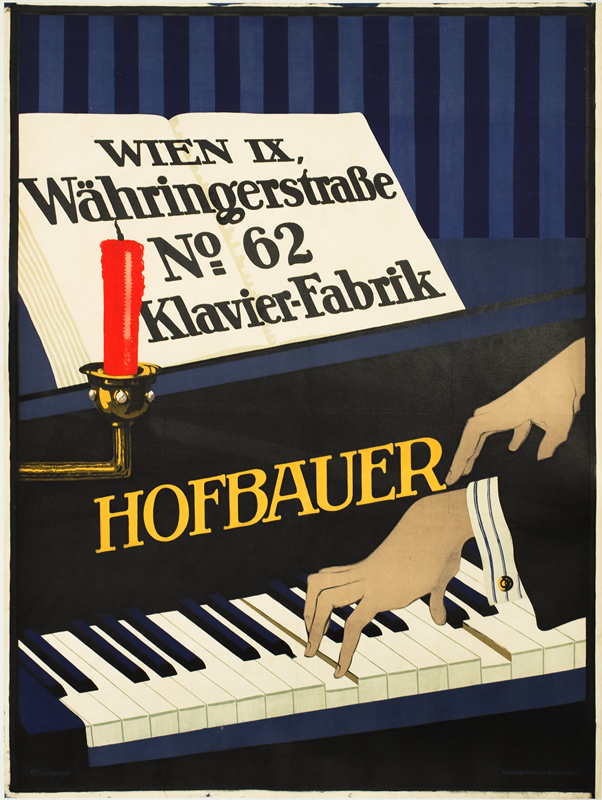 WIEN IX,
Währingerstraße
No 62
Klavier-Fabrik
HOFBAUER